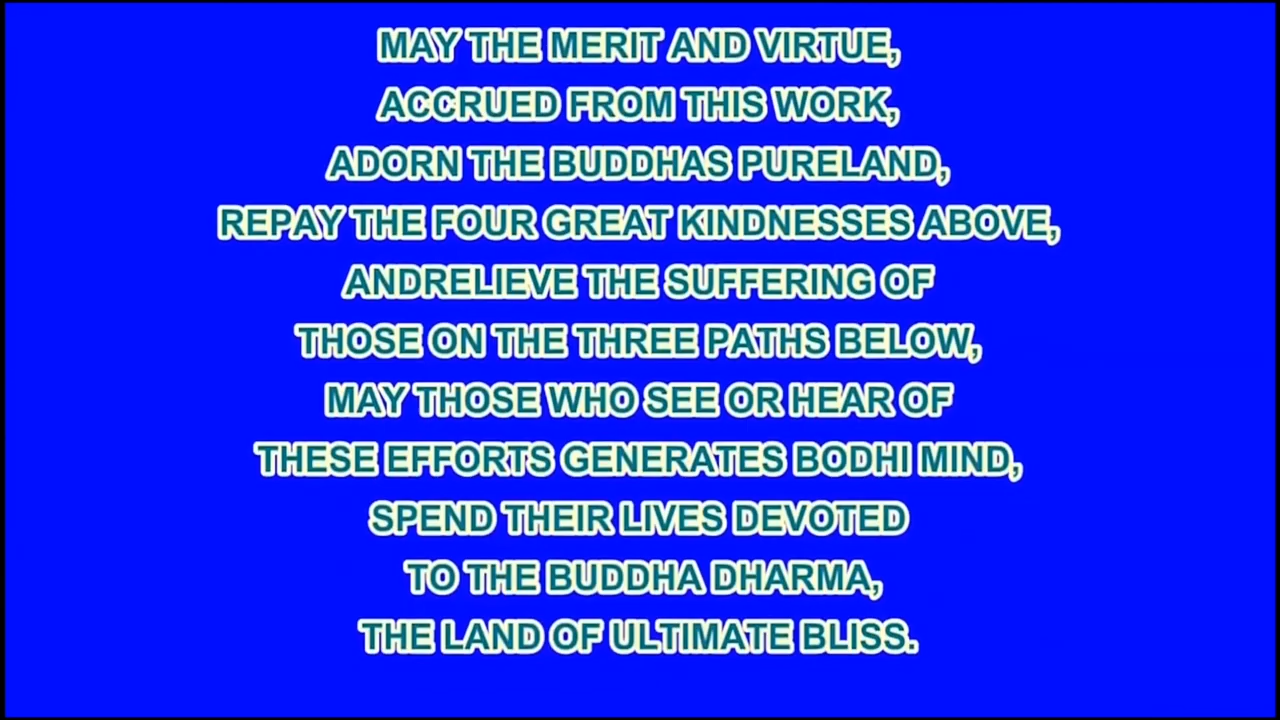 MAY THE MERIT AND VIRTUE,
ACCRUED FROM THIS WORK,
ADORN THE BUDDHAS PURELAND,
REPAY THE FOUR GREAT KINDNESSES ABOVE,
ANDRELIEVE THE SUFFERING OF
THOSE ON THE THREE PATHS BELOW,
MAY THOSE WHO SEE OR HEAR OF
THESE EFFORTS GENERATES BODHI MIND,
SPEND THEIR LIVES DEVOTED
TO THE BUDDHA DHARMA,
THE LAND OF ULTIMATE BLISS.